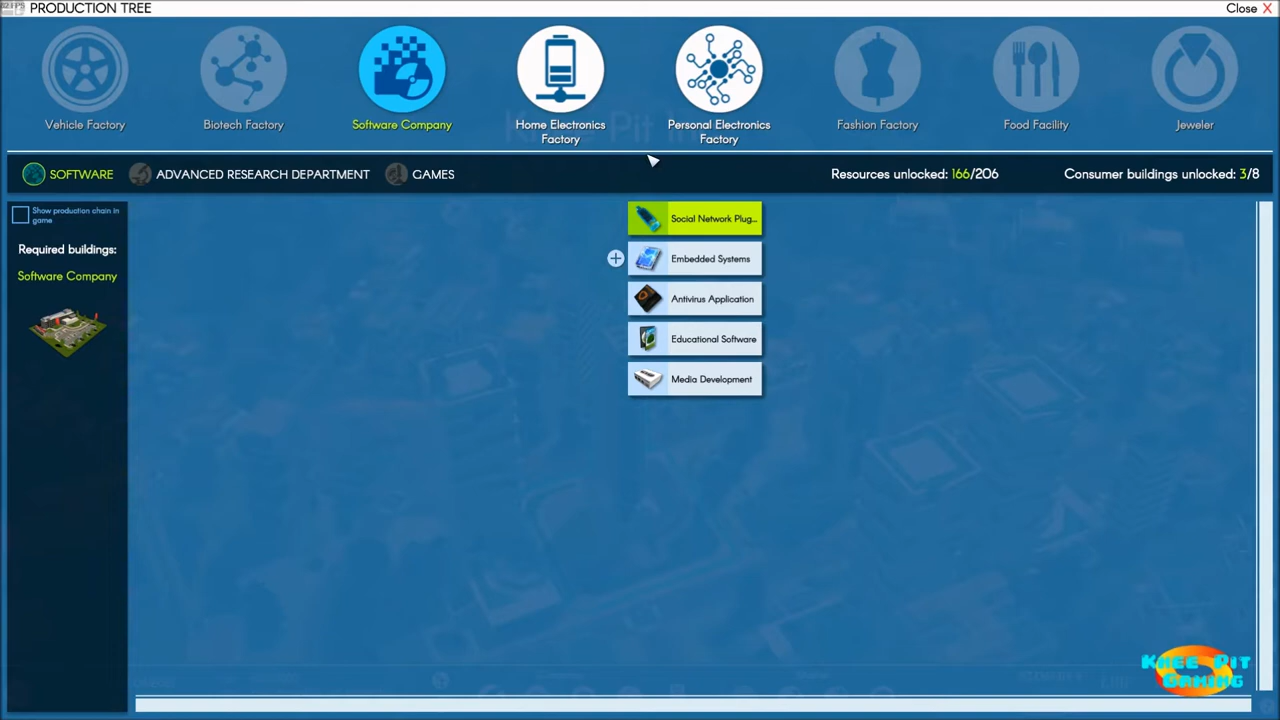 PRODUCTION TREE
Close X
Vehicle Factory
Biotech Factory
Software Company
Home Electronics
Factory
Personal Electronics
Factory
Fashion Factory
Food Facility
Jeweler
SOFTWARE
ADVANCED RESEARCH DEPARTMENT
GAMES
Resources unlocked: 166/206
Consumer buildings unlocked: 3/8
Show production chain in
game
Required buildings:
Software Company
Social Network Plug...
Embedded Systems
Antivirus Application
Educational Software
Media Development
Knee Pit
Gaming